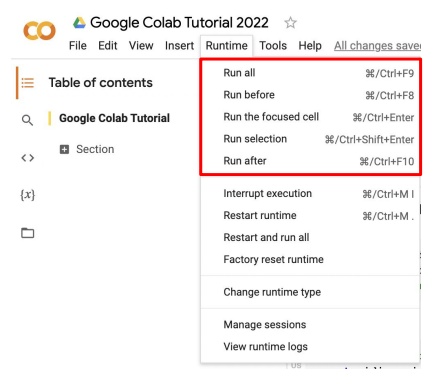 Google Colab Tutorial 2022
File Edit View Insert Runtime Tools Help All changes saved
Table of contents
Google Colab Tutorial
Section
<>
{x}
Run all ⌘/Ctrl+F9
Run before ⌘/Ctrl+F8
Run the focused cell ⌘/Ctrl+Enter
Run selection ⌘/Ctrl+Shift+Enter
Run after ⌘/Ctrl+F10
Interrupt execution ⌘/Ctrl+M I
Restart runtime ⌘/Ctrl+M .
Restart and run all
Factory reset runtime
Change runtime type
Manage sessions
View runtime logs